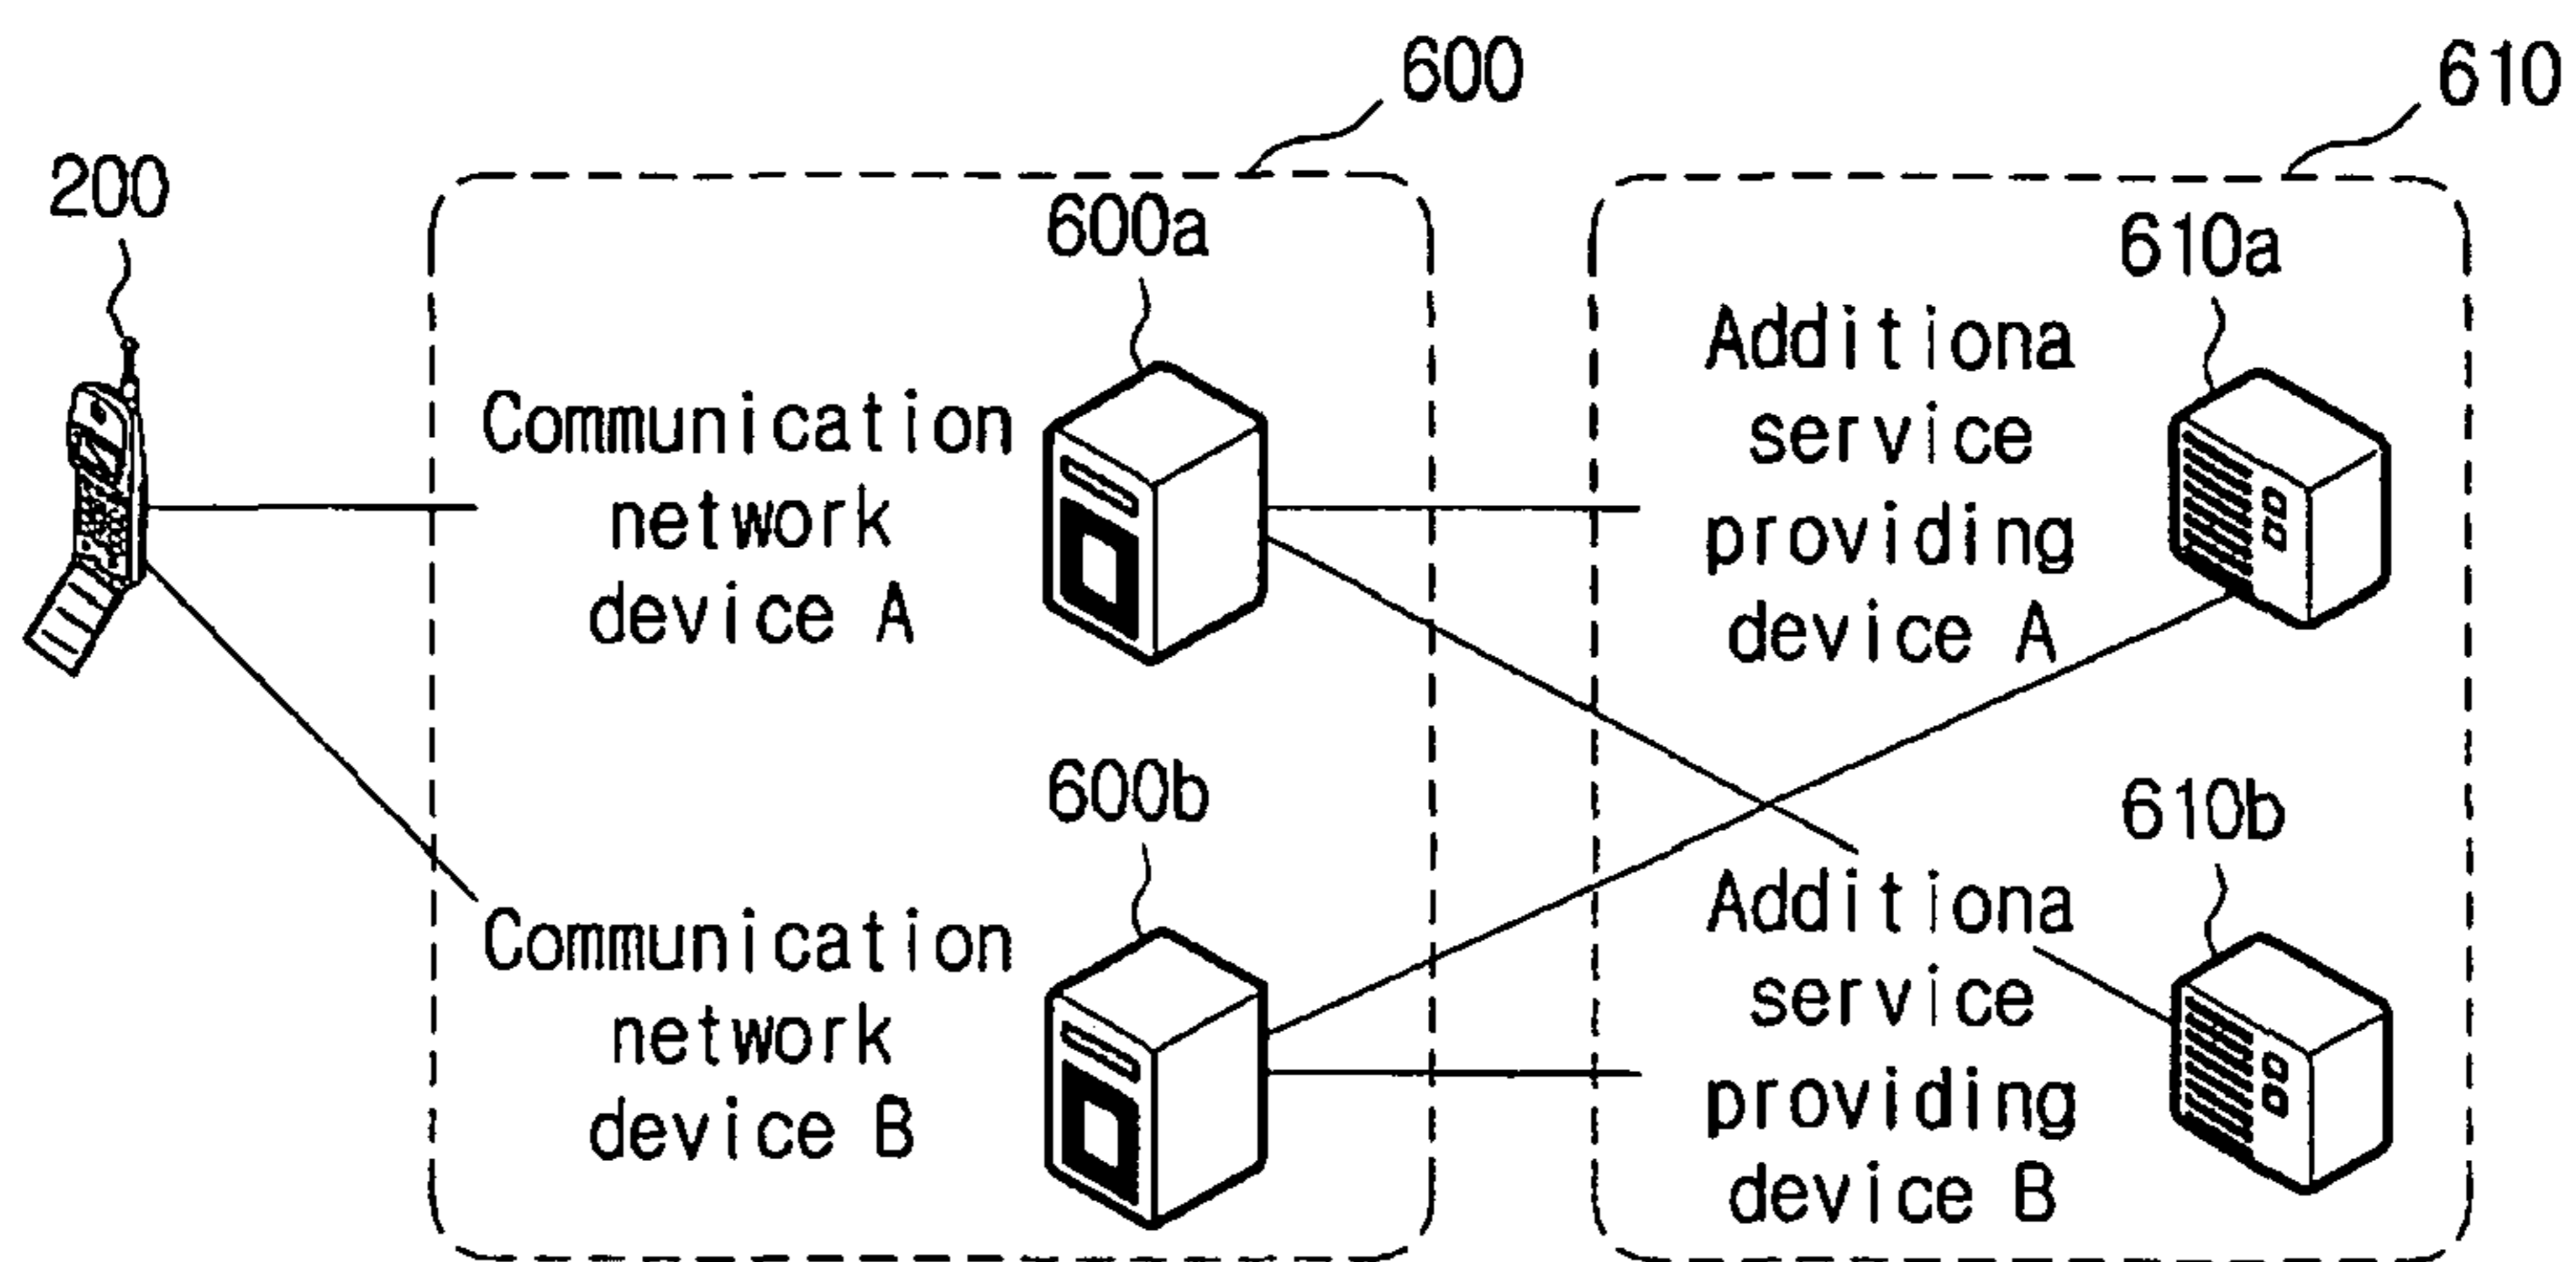 600
610
200
600a
610a
Communication
network
device A
Additiona
service
providing
device A
600b
610b
Communication
network
device B
Additiona
service
providing
device B